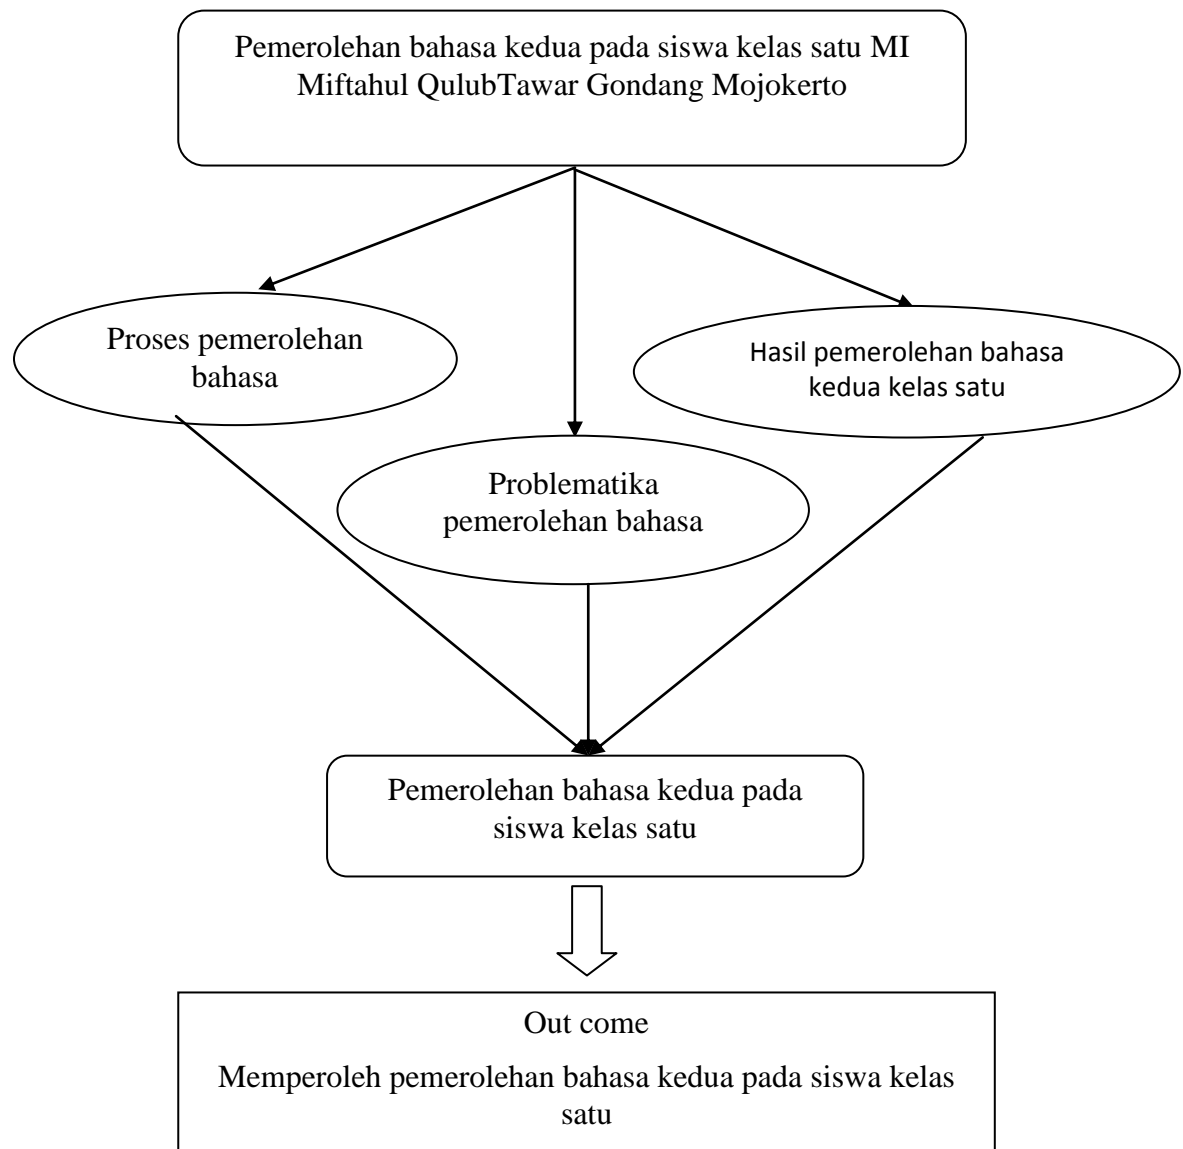 Pemerolehan bahasa kedua pada siswa kelas satu MI
Miftahul QulubTawar Gondang Mojokerto
Proses pemerolehan
bahasa
Hasil pemerolehan bahasa
kedua kelas satu
Problematika
pemerolehan bahasa
Pemerolehan bahasa kedua pada
siswa kelas satu
Out come
Memperoleh pemerolehan bahasa kedua pada siswa kelas
satu